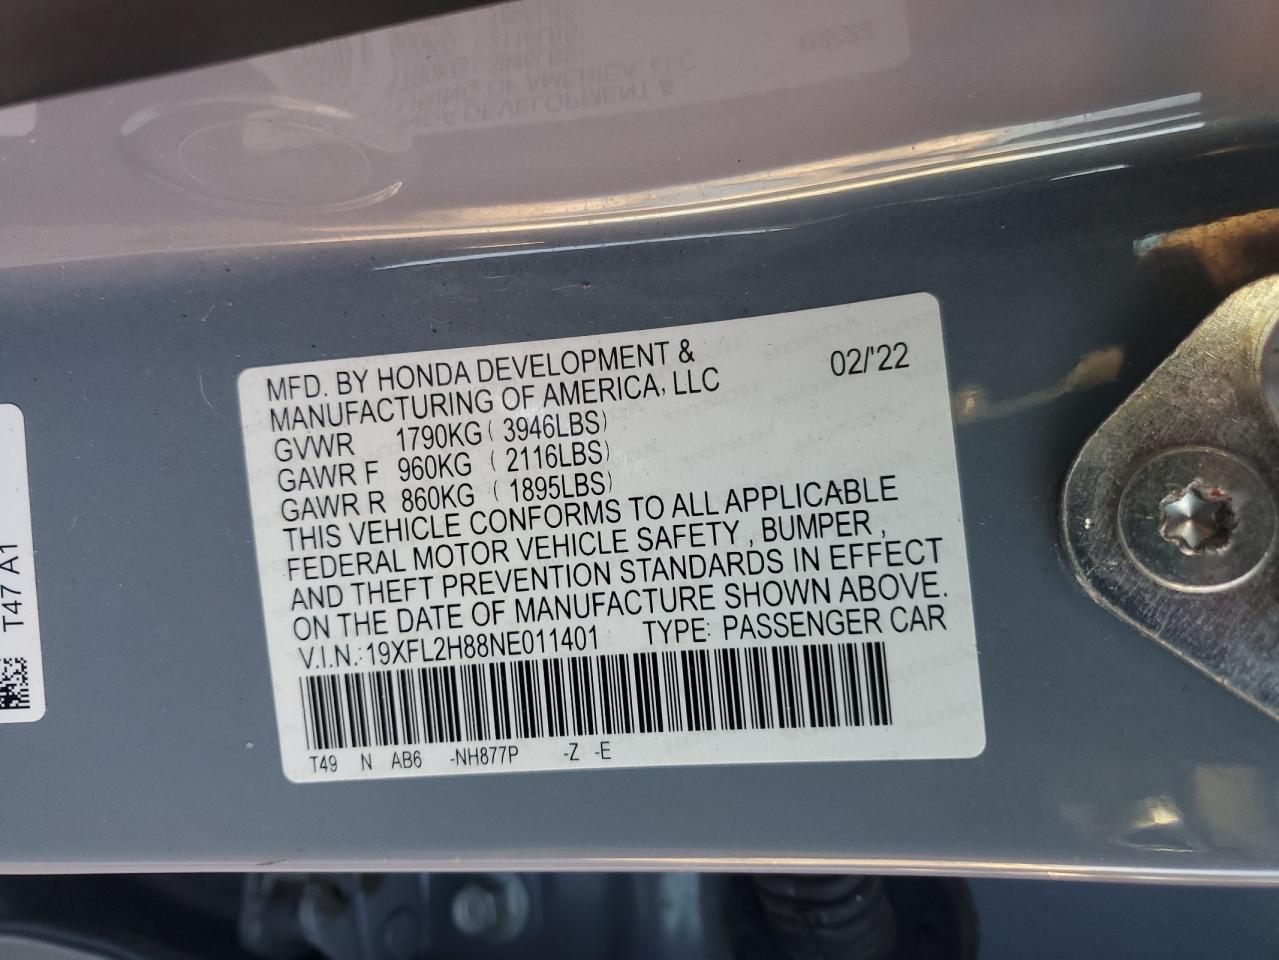 MFD. BY HONDA DEVELOPMENT & 02/'22
MANUFACTURING OF AMERICA, LLC
GVWR 1790KG ( 3946LBS)
GAWR F 960KG ( 2116LBS)
GAWR R 860KG ( 1895LBS)
THIS VEHICLE CONFORMS TO ALL APPLICABLE
FEDERAL MOTOR VEHICLE SAFETY , BUMPER ,
AND THEFT PREVENTION STANDARDS IN EFFECT
ON THE DATE OF MANUFACTURE SHOWN ABOVE.
V.I.N.: 19XFL2H88NE011401 TYPE: PASSENGER CAR
T49 N AB6 -NH877P -Z -E
T47 A1